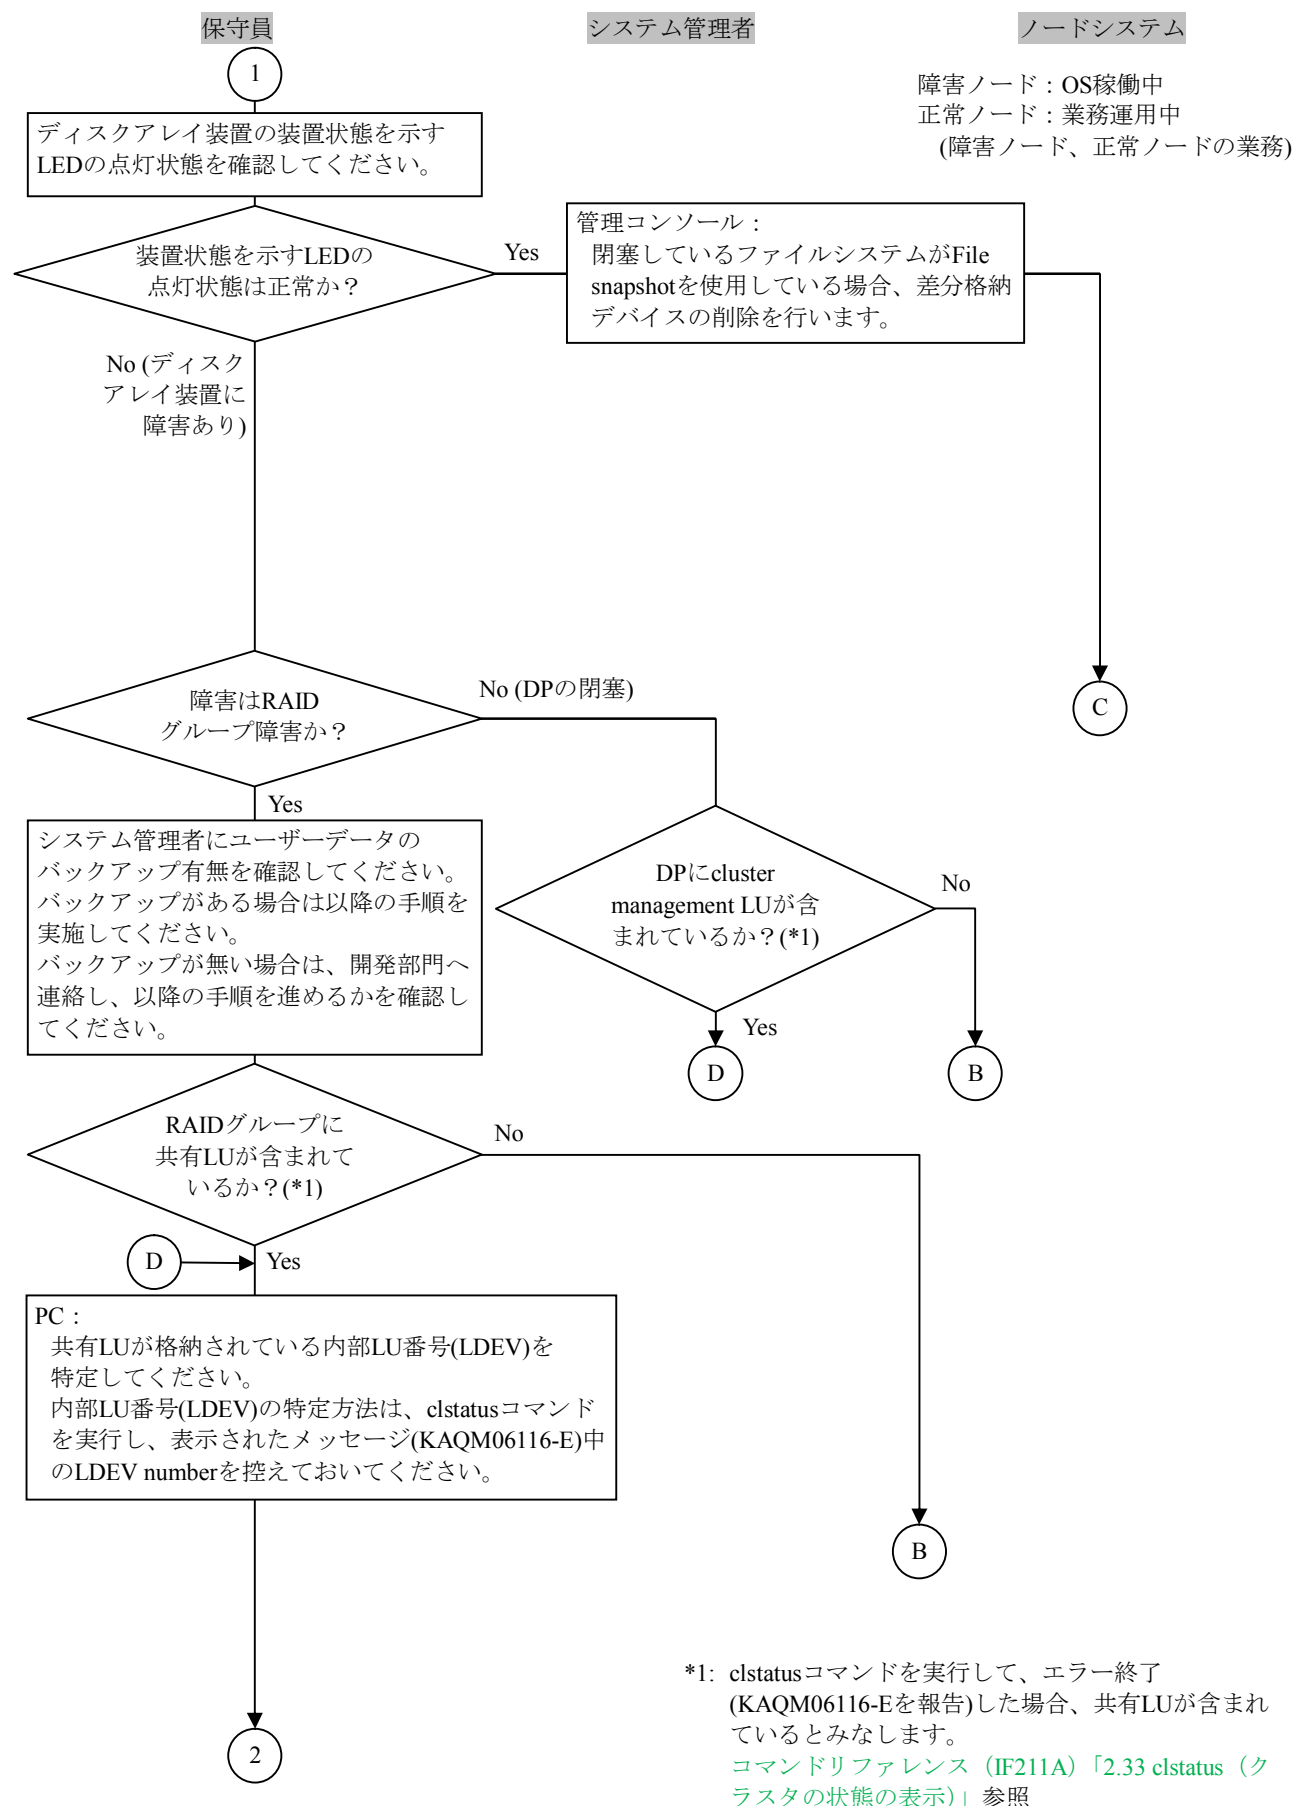 保守員
システム管理者
ノードシステム
1
障害ノード：OS稼働中
正常ノード：業務運用中
(障害ノード、正常ノードの業務)
ディスクアレイ装置の装置状態を示す
LEDの点灯状態を確認してください。
装置状態を示すLEDの
点灯状態は正常か？
Yes
管理コンソール：
閉塞しているファイルシステムがFile
snapshotを使用している場合、差分格納
デバイスの削除を行います。
No (ディスク
アレイ装置に
障害あり)
障害はRAID
グループ障害か？
No (DPの閉塞)
C
Yes
システム管理者にユーザーデータの
バックアップ有無を確認してください。
バックアップがある場合は以降の手順を
実施してください。
バックアップが無い場合は、開発部門へ
連絡し、以降の手順を進めるかを確認し
てください。
DPにcluster
management LUが含
まれているか？(*1)
No
Yes
D
B
RAIDグループに
共有LUが含まれて
いるか？(*1)
No
D
Yes
PC：
共有LUが格納されている内部LU番号(LDEV)を
特定してください。
内部LU番号(LDEV)の特定方法は、clstatusコマンド
を実行し、表示されたメッセージ(KAQM06116-E)中
のLDEV numberを控えておいてください。
B
2
*1: clstatusコマンドを実行して、エラー終了
(KAQM06116-Eを報告)した場合、共有LUが含まれ
ているとみなします。
コマンドリファレンス（IF211A）「2.33 clstatus（ク
ラスタの状態の表示）」参照